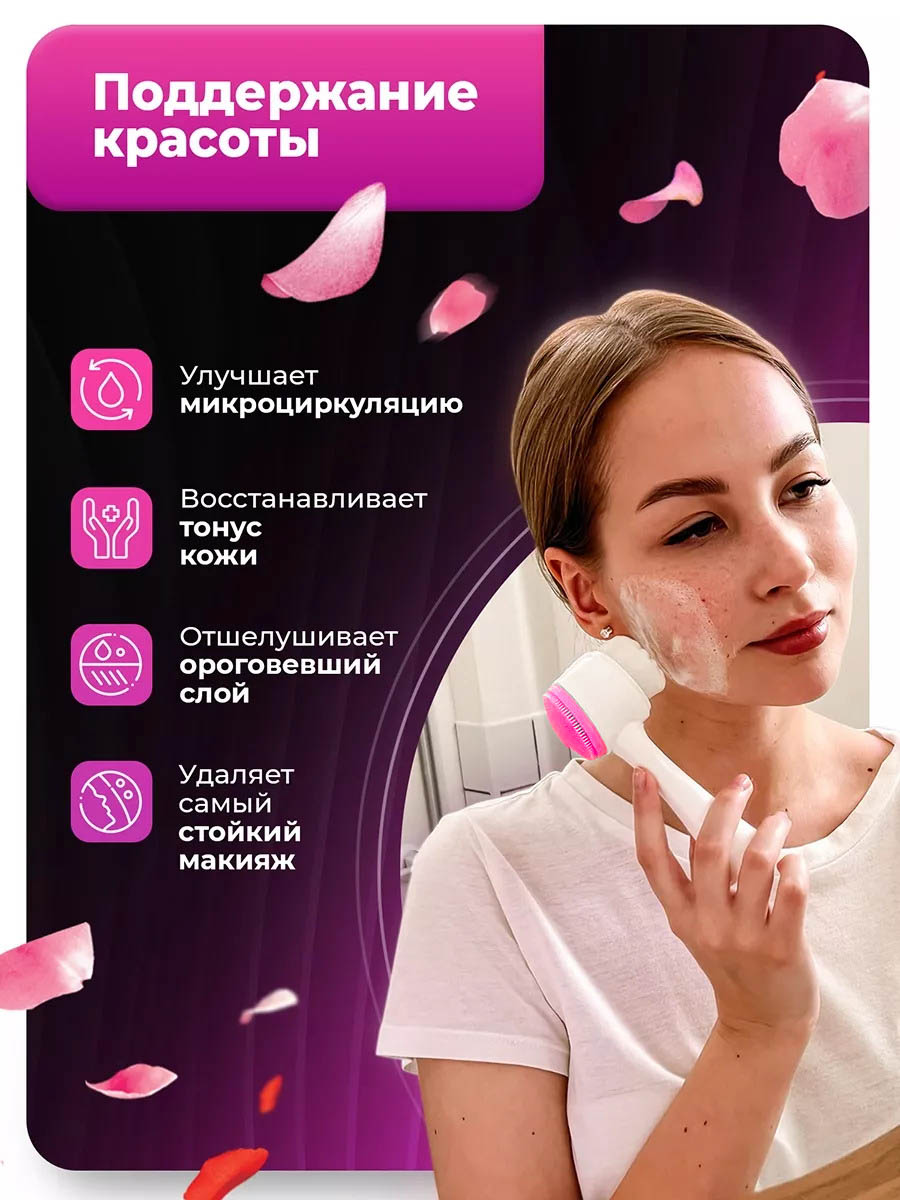 Поддержание
красоты
Улучшает
микроциркуляцию
Восстанавливает
тонус
кожи
Отшелушивает
ороговевший
слой
Удаляет
самый
стойкий
макияж